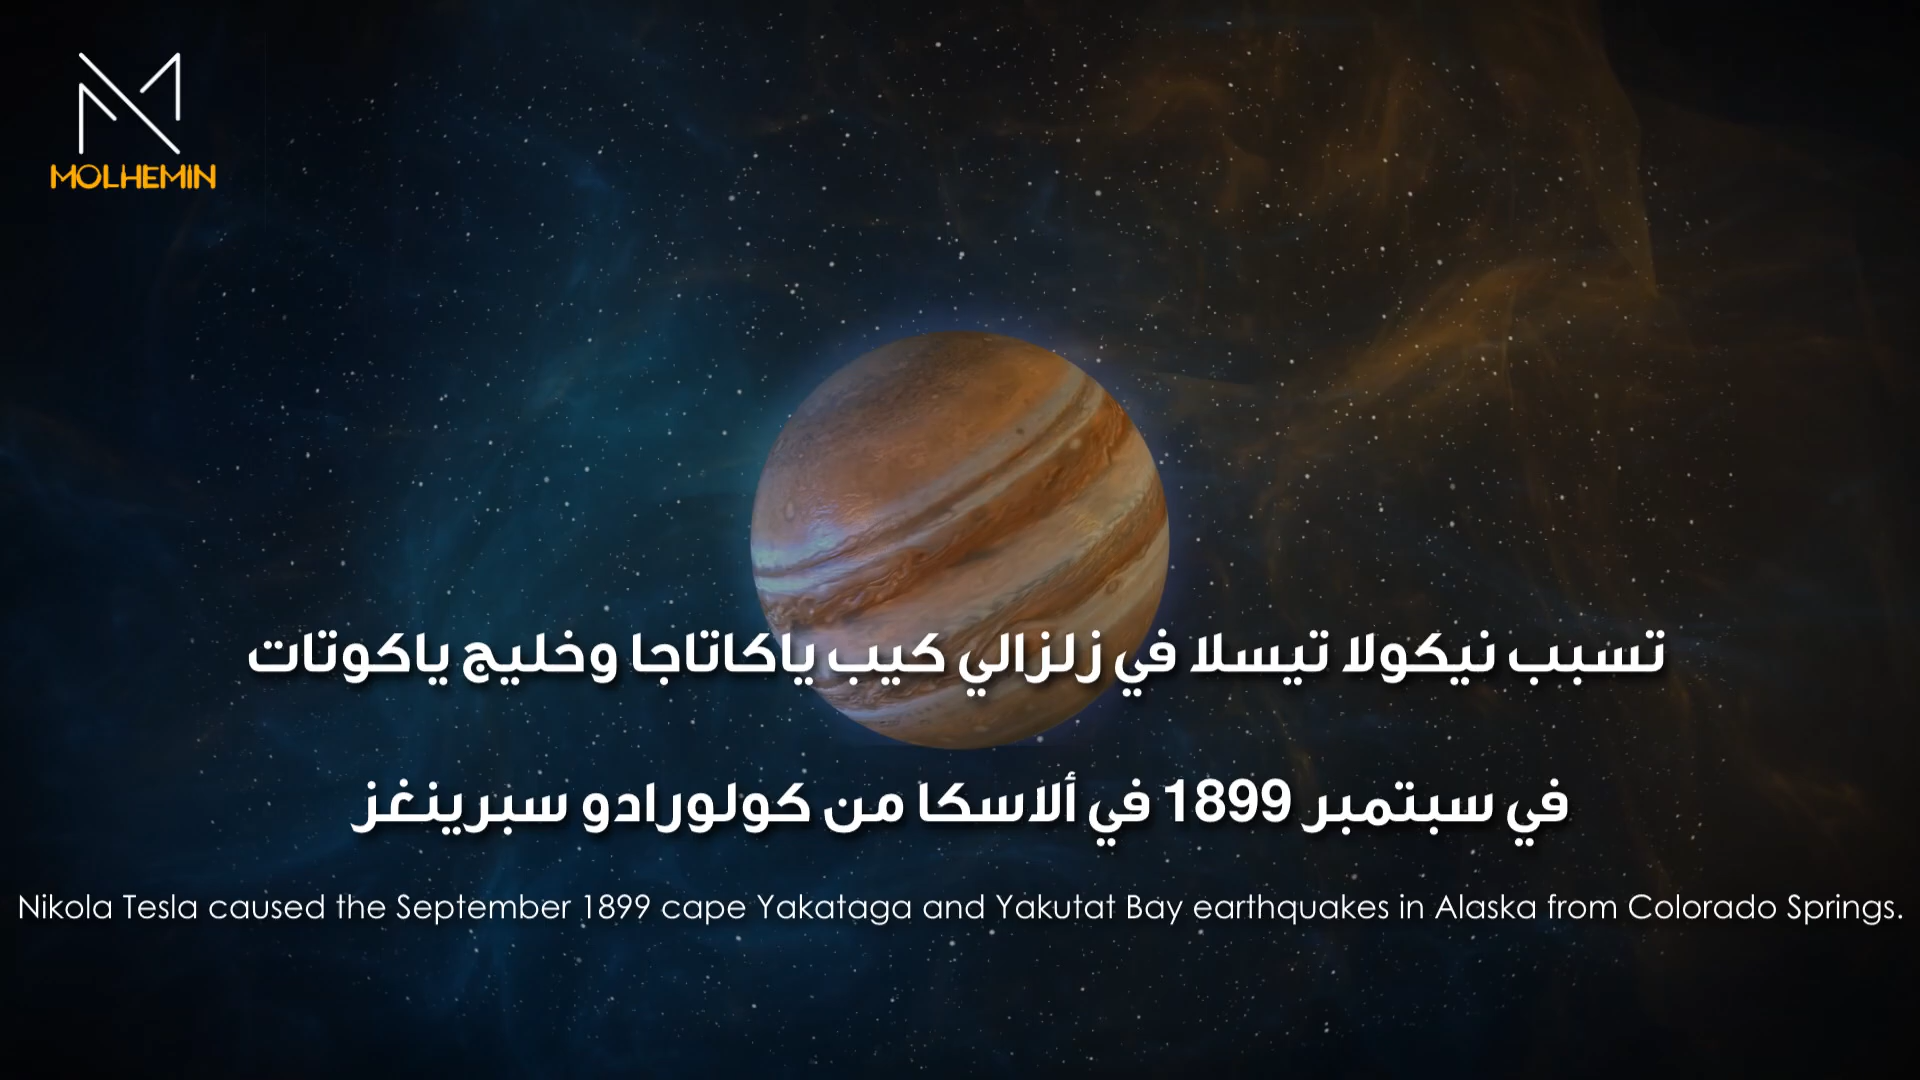 MOLHEMIN
تسبب نيكولا تيسلا في زلزالي كيب ياكاتاجا وخليج ياكوتات
في سبتمبر 1899 في ألاسكا من كولورادو سبرينغز
Nikola Tesla caused the September 1899 cape Yakataga and Yakutat Bay earthquakes in Alaska from Colorado Springs.